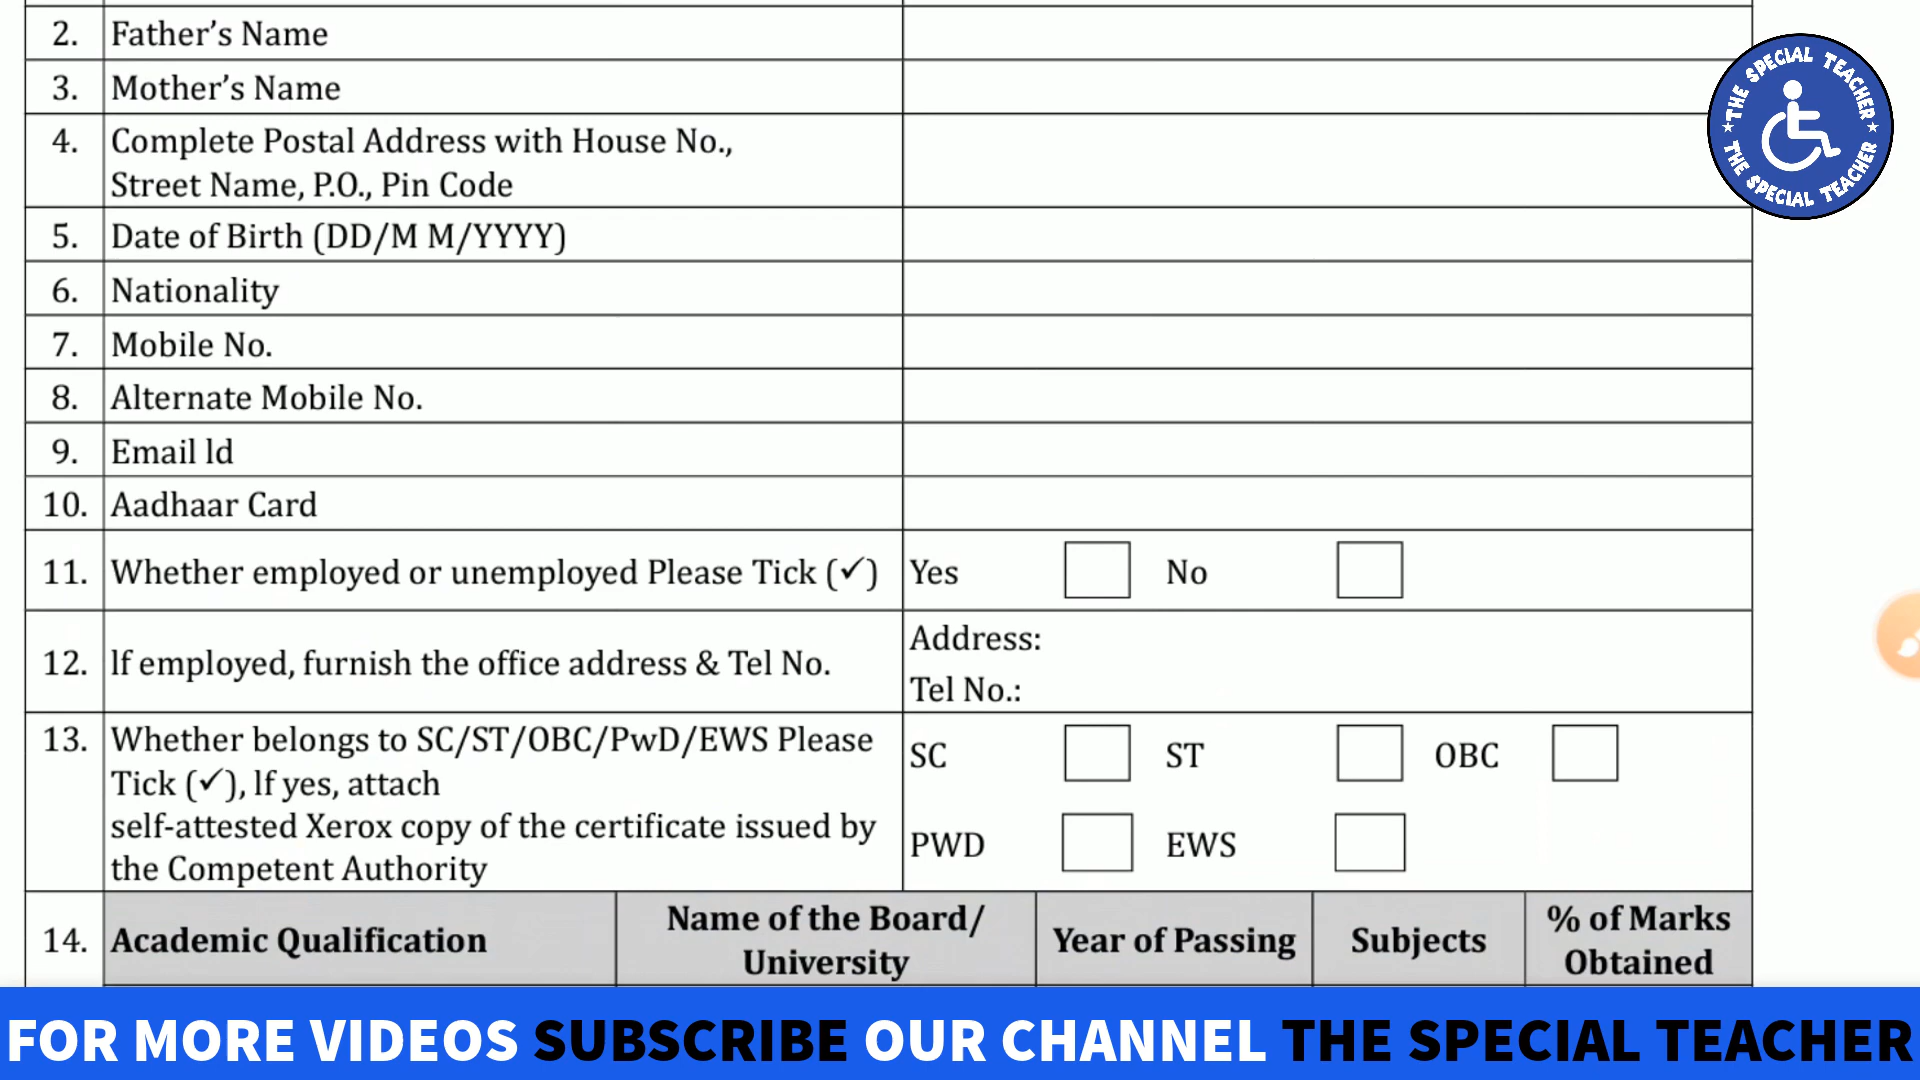 2. Father’s Name
3. Mother’s Name
4. Complete Postal Address with House No.,
Street Name, P.O., Pin Code
5. Date of Birth (DD/M M/YYYY)
6. Nationality
7. Mobile No.
8. Alternate Mobile No.
9. Email ld
10. Aadhaar Card
11. Whether employed or unemployed Please Tick (✓) Yes No
12. lf employed, furnish the office address & Tel No.
Address:
Tel No.:
13. Whether belongs to SC/ST/OBC/PwD/EWS Please
Tick (✓), lf yes, attach
self-attested Xerox copy of the certificate issued by
the Competent Authority
SC ST OBC
PWD EWS
14. Academic Qualification
Name of the Board/
University
Year of Passing
Subjects
% of Marks
Obtained
THE SPECIAL TEACHER
THE SPECIAL TEACHER
FOR MORE VIDEOS SUBSCRIBE OUR CHANNEL THE SPECIAL TEACHER